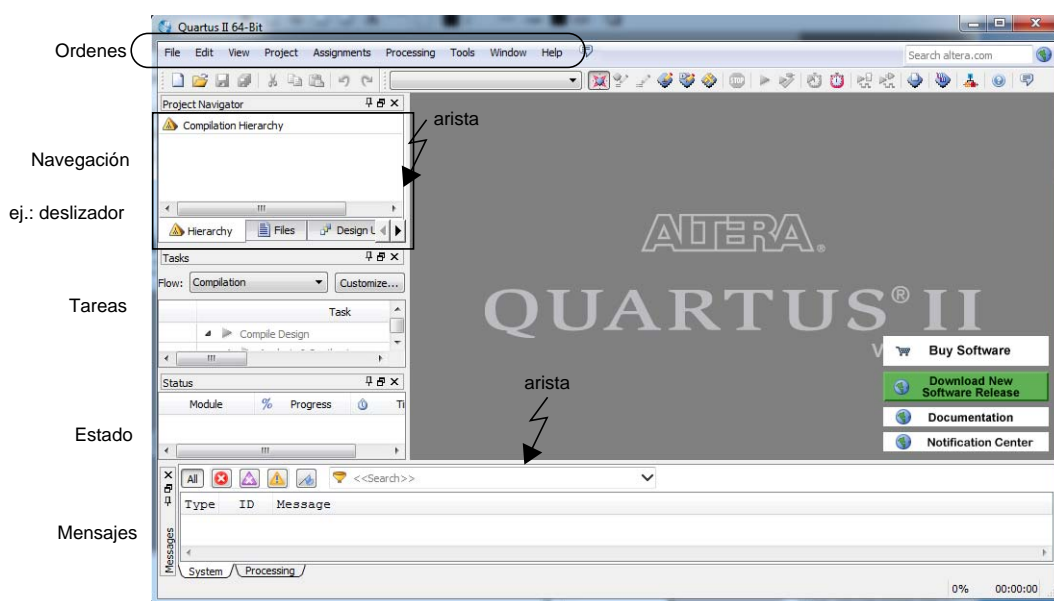 Quartus II 64-Bit
Ordenes
File Edit View Project Assignments Processing Tools Window Help
Search altera.com
Project Navigator
arista
Compilation Hierarchy
Navegación
ej.: deslizador
Hierarchy Files Design U
ALTERA®
Tasks
Flow: Compilation Customize...
Tareas
Task
QUARTUS® II
Compile Design
V
Buy Software
Status
arista
Download New
Software Release
Module % Progress Ti
Documentation
Estado
Notification Center
All <<Search>>
Type ID Message
Mensajes
Messages
System Processing
0% 00:00:00